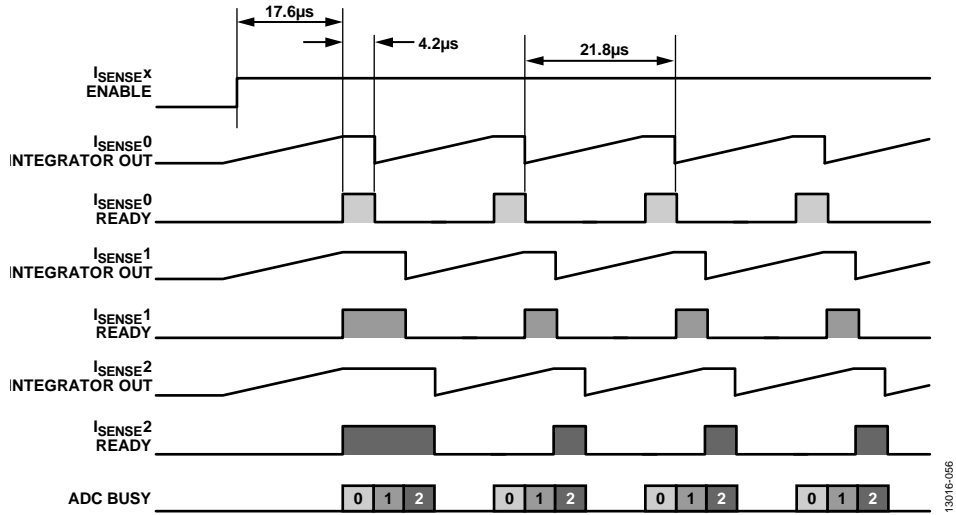 17.6µs
4.2µs
21.8µs
ISENSEx
ENABLE
ISENSE0
INTEGRATOR OUT
ISENSE0
READY
ISENSE1
INTEGRATOR OUT
ISENSE1
READY
ISENSE2
INTEGRATOR OUT
ISENSE2
READY
ADC BUSY
0 1 2 0 1 2 0 1 2 0 1 2
13016-056